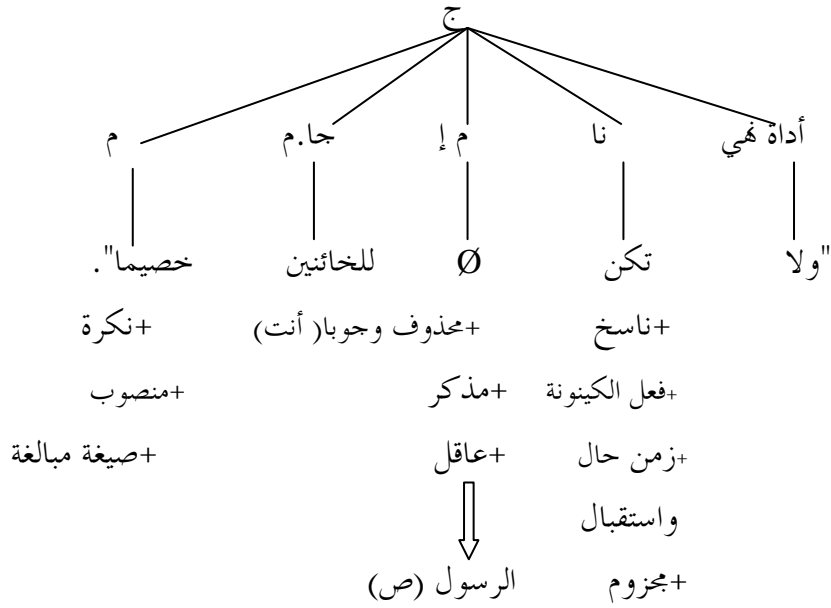 ج
أداة نهي نا م إ جا.م م
"ولا تكن Ø للخائنين خصيما".
+ناسخ +محذوف وجوبا( أنت) +نكرة
+فعل الكينونة +مذكر +منصوب
+زمن حال +عاقل +صيغة مبالغة
واستقبال
+مجزوم الرسول (ص)